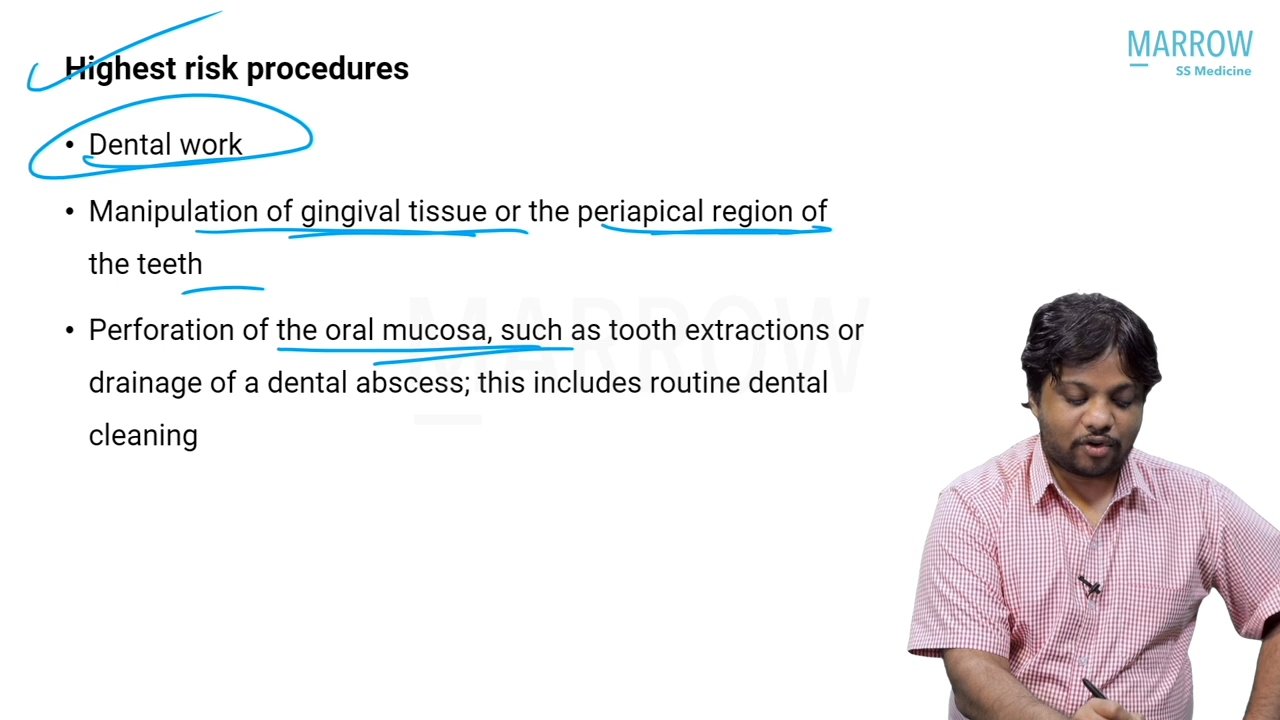 MARROW
SS Medicine
Highest risk procedures
• Dental work
• Manipulation of gingival tissue or the periapical region of
the teeth
• Perforation of the oral mucosa, such as tooth extractions or
drainage of a dental abscess; this includes routine dental
cleaning
MARROW